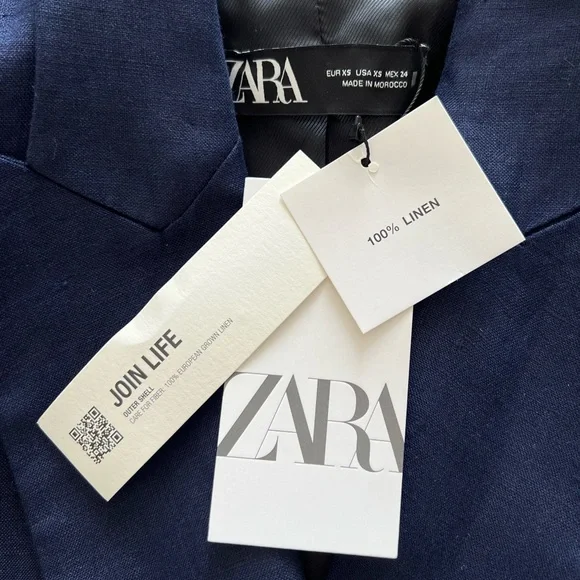 ZARA
EUR XS USA XS MEX 24
MADE IN MOROCCO
100% LINEN
JOIN LIFE
OUTER SHELL
CARE FOR FIBER: 100% EUROPEAN GROWN LINEN
ZARA